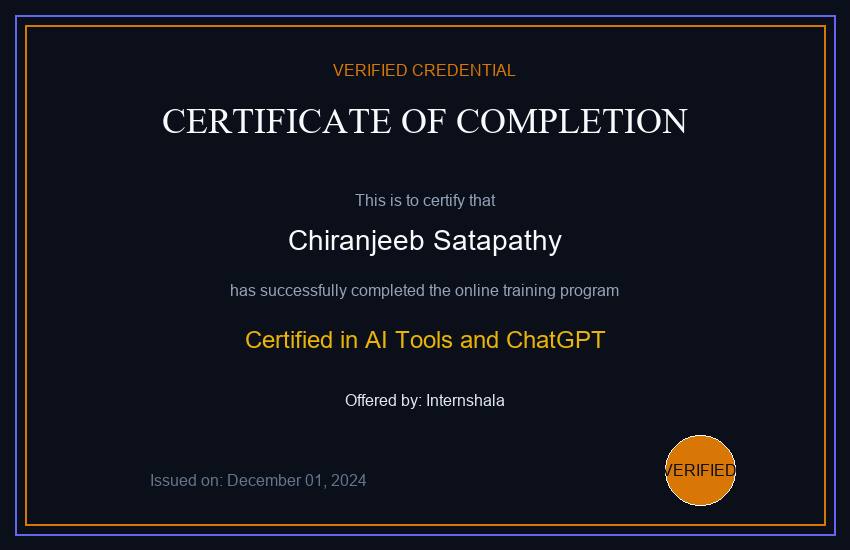 VERIFIED CREDENTIAL
CERTIFICATE OF COMPLETION
This is to certify that
Chiranjeeb Satapathy
has successfully completed the online training program
Certified in AI Tools and ChatGPT
Offered by: Internshala
VERIFIED
Issued on: December 01, 2024